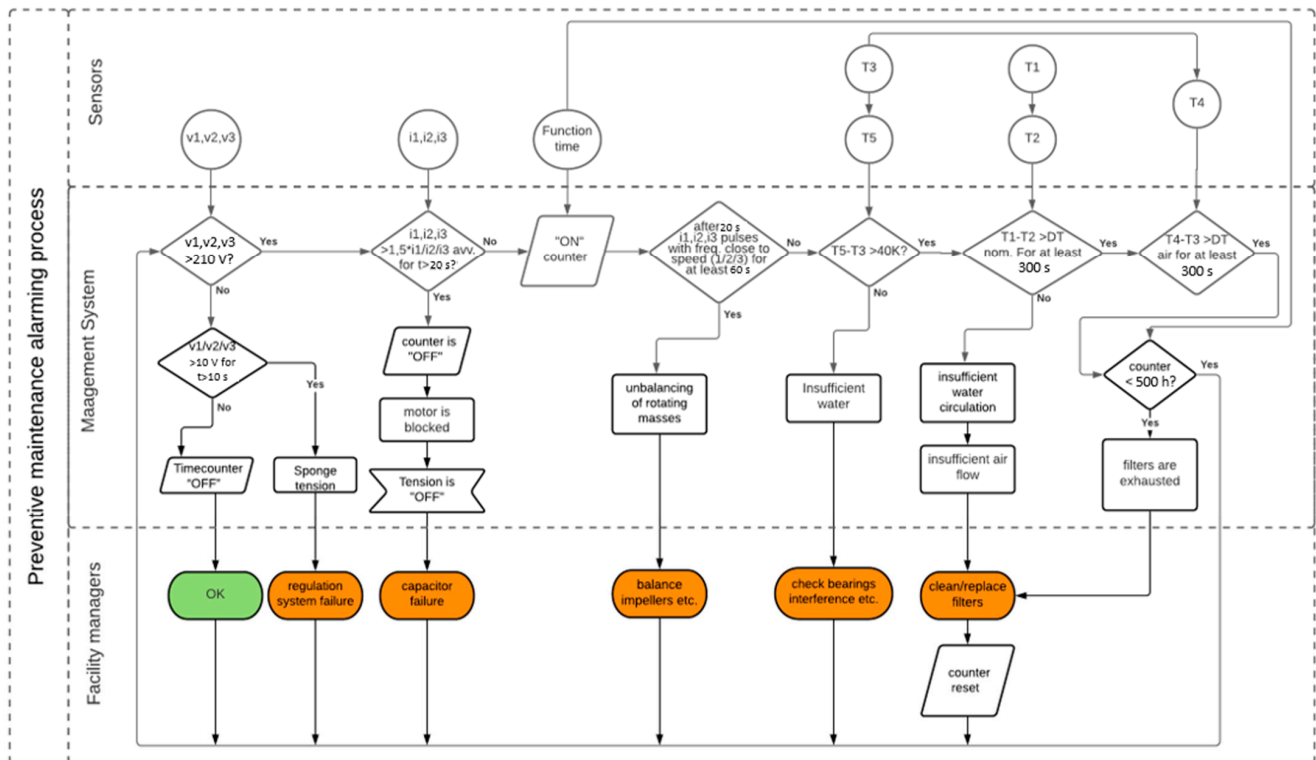 Preventive maintenance alarming process
Sensors
v1,v2,v3
i1,i2,i3
Function
time
T3
T5
T1
T2
T4
Maagement System
v1,v2,v3
>210 V?
Yes
No
i1,i2,i3
>1,5*i1/i2/i3 avv.
for t>20 s?
No
Yes
"ON"
counter
after20 s
i1,i2,i3 pulses
with freq. close to
speed (1/2/3) for
at least 60 s
No
Yes
T5-T3 >40K?
Yes
No
T1-T2 >DT
nom. For at least
300 s
Yes
No
T4-T3 >DT
air for at least
300 s
Yes
v1/v2/v3
>10 V for
t>10 s
Yes
No
counter is
"OFF"
motor is
blocked
Tension is
"OFF"
Timecounter
"OFF"
Sponge
tension
unbalancing
of rotating
masses
Insufficient
water
insufficient
water
circulation
insufficient air
flow
counter
< 500 h?
Yes
Yes
filters are
exhausted
Facility managers
OK
regulation
system failure
capacitor
failure
balance
impellers etc.
check bearings
interference etc.
clean/replace
filters
counter
reset